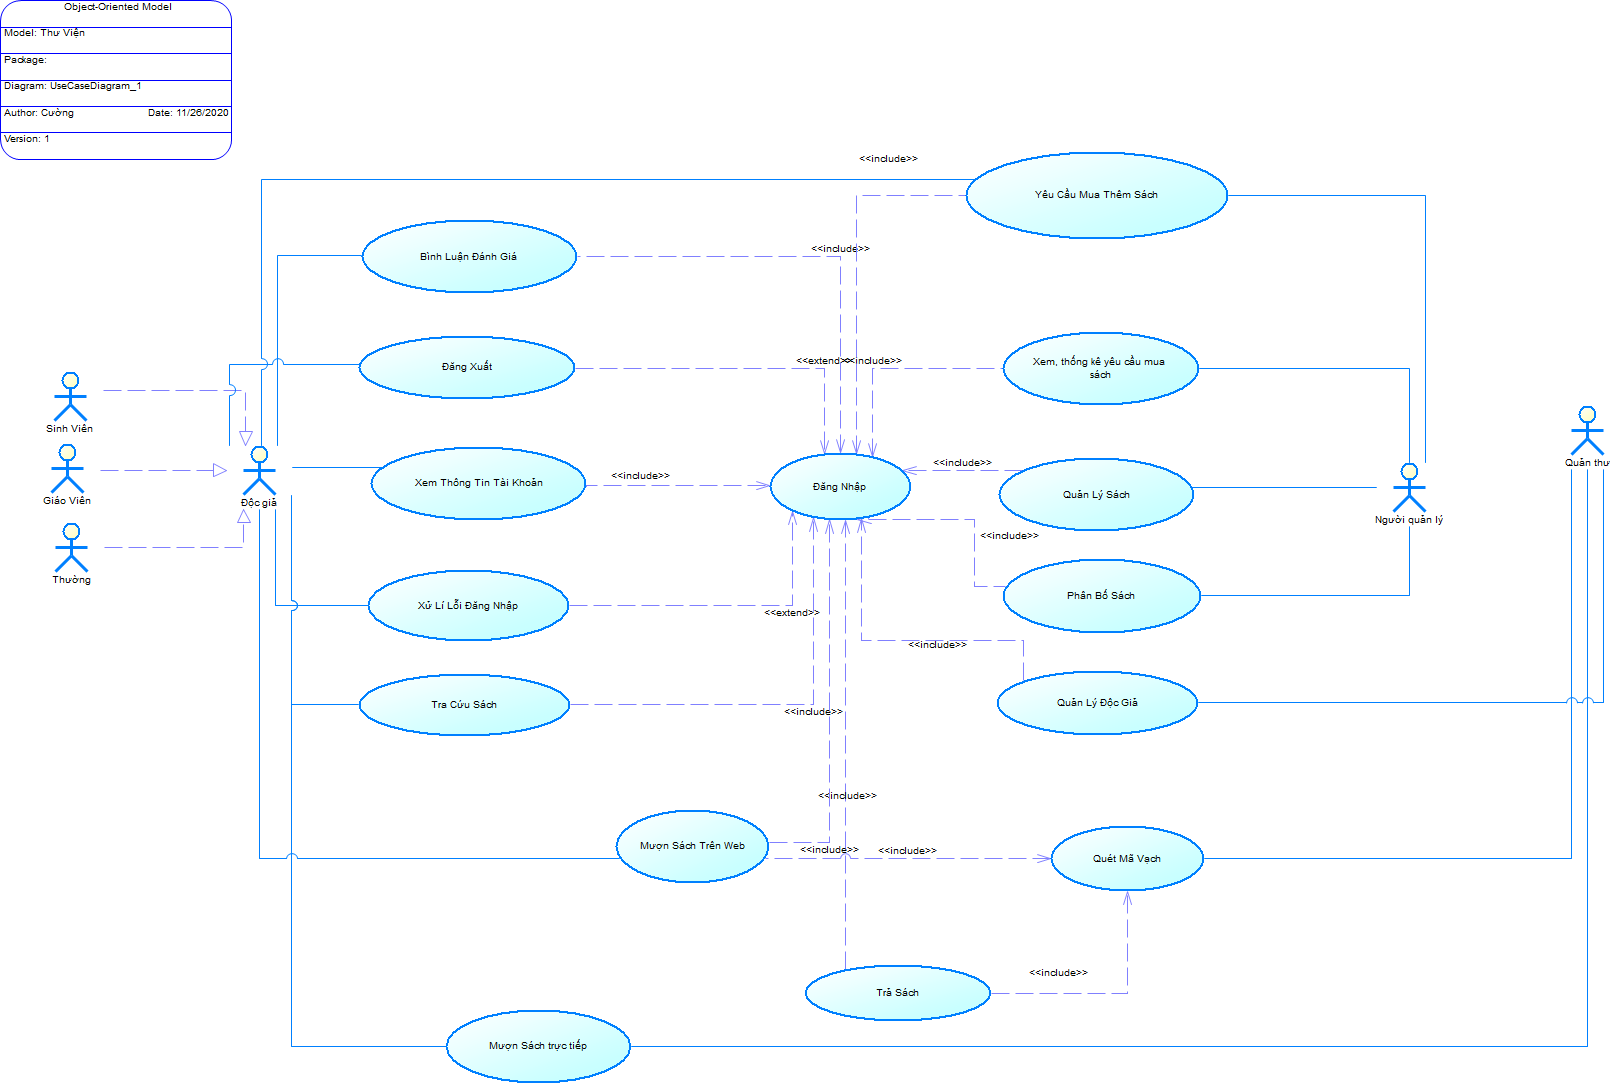 Object-Oriented Model
Model: Thư Viện
Package:
Diagram: UseCaseDiagram_1
Author: Cường Date: 11/26/2020
Version: 1
<<include>>
Yêu Cầu Mua Thêm Sách
<<include>>
Bình Luận Đánh Giá
<<extend>>
<<include>>
Đăng Xuất
Xem, thống kê yêu cầu mua
sách
Sinh Viên
Giáo Viên
Độc giả
Thường
Xem Thông Tin Tài Khoản
<<include>>
Đăng Nhập
<<include>>
Quản Lý Sách
Người quản lý
Quản thư
<<include>>
Xử Lí Lỗi Đăng Nhập
<<extend>>
Phân Bố Sách
<<include>>
Tra Cứu Sách
<<include>>
Quản Lý Độc Giả
<<include>>
Mượn Sách Trên Web
<<include>>
<<include>>
Quét Mã Vạch
<<include>>
Trả Sách
Mượn Sách trực tiếp